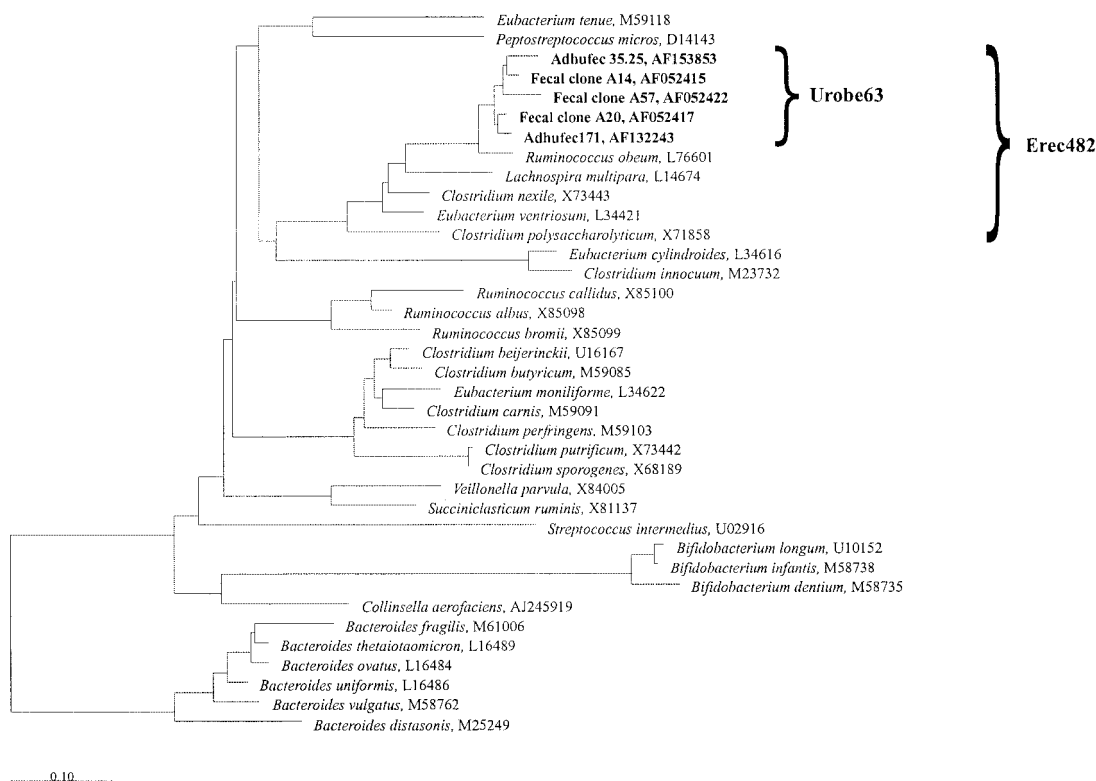 Eubacterium tenue, M59118
Peptostreptococcus micros, D14143
Adhufec 35.25, AF153853
Fecal clone A14, AF052415
Fecal clone A57, AF052422
Urobe63
Fecal clone A20, AF052417
Adhufec171, AF132243
Erec482
Ruminococcus obeum, L76601
Lachnospira multipara, L14674
Clostridium nexile, X73443
Eubacterium ventriosum, L34421
Clostridium polysaccharolyticum, X71858
Eubacterium cylindroides, L34616
Clostridium innocuum, M23732
Ruminococcus callidus, X85100
Ruminococcus albus, X85098
Ruminococcus bromii, X85099
Clostridium beijerinckii, U16167
Clostridium butyricum, M59085
Eubacterium moniliforme, L34622
Clostridium carnis, M59091
Clostridium perfringens, M59103
Clostridium putrificum, X73442
Clostridium sporogenes, X68189
Veillonella parvula, X84005
Succiniclasticum ruminis, X81137
Streptococcus intermedius, U02916
Bifidobacterium longum, U10152
Bifidobacterium infantis, M58738
Bifidobacterium dentium, M58735
Collinsella aerofaciens, AJ245919
Bacteroides fragilis, M61006
Bacteroides thetaiotaomicron, L16489
Bacteroides ovatus, L16484
Bacteroides uniformis, L16486
Bacteroides vulgatus, M58762
Bacteroides distasonis, M25249
0.10